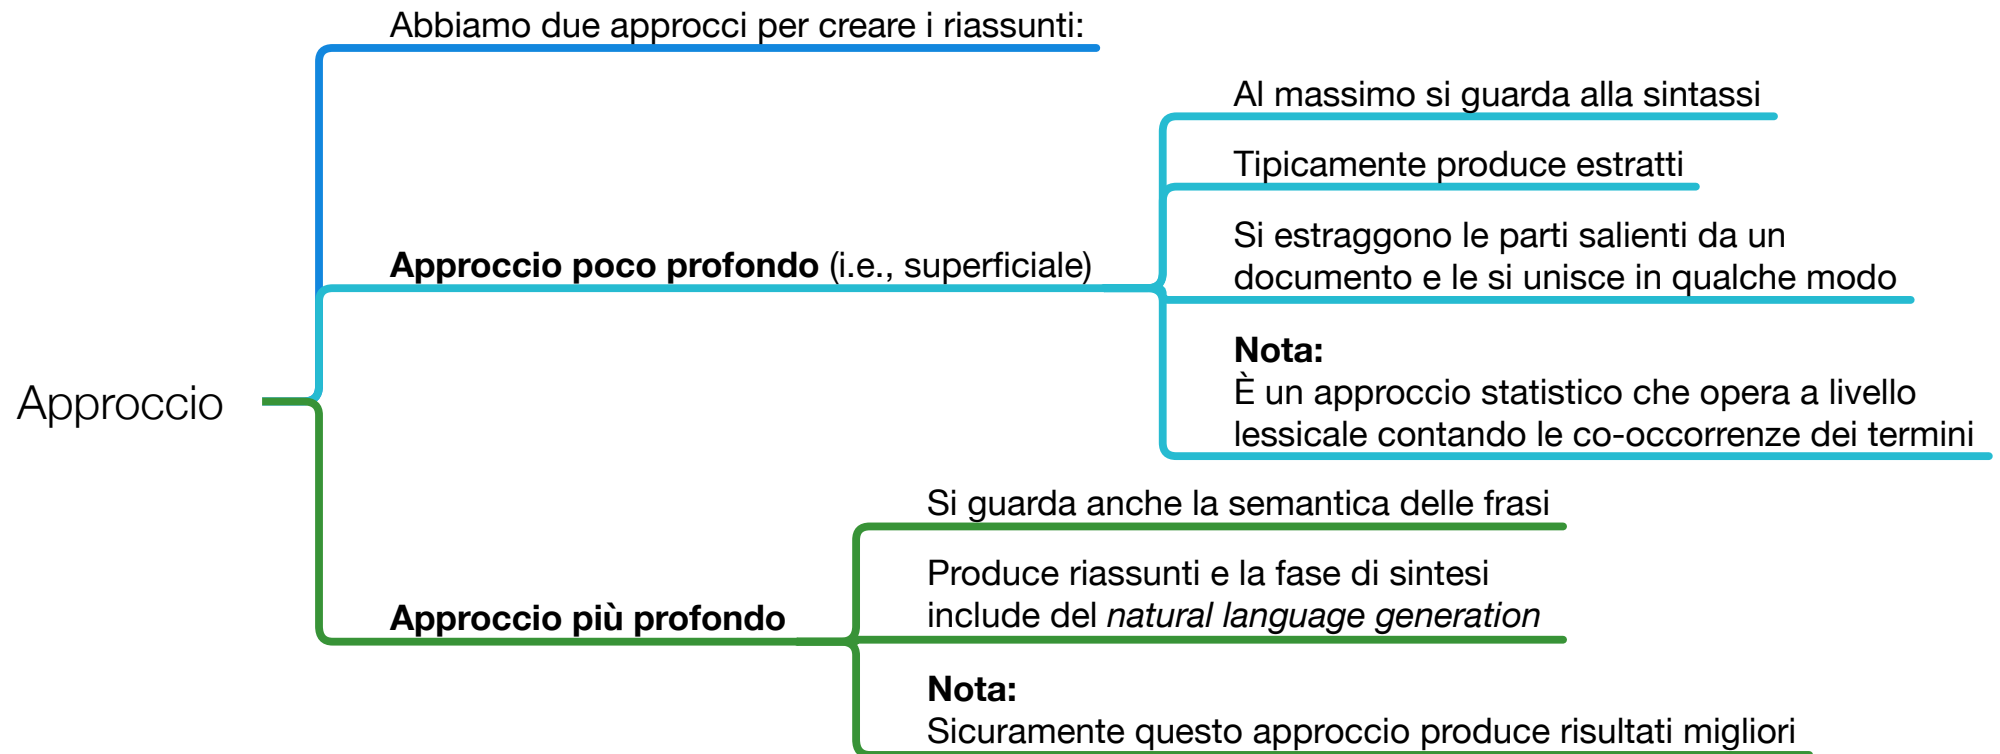 Abbiamo due approcci per creare i riassunti:
Al massimo si guarda alla sintassi
Tipicamente produce estratti
Si estraggono le parti salienti da un
documento e le si unisce in qualche modo
Approccio poco profondo (i.e., superficiale)
Nota:
È un approccio statistico che opera a livello
lessicale contando le co-occorrenze dei termini
Approccio
Si guarda anche la semantica delle frasi
Produce riassunti e la fase di sintesi
include del natural language generation
Approccio più profondo
Nota:
Sicuramente questo approccio produce risultati migliori